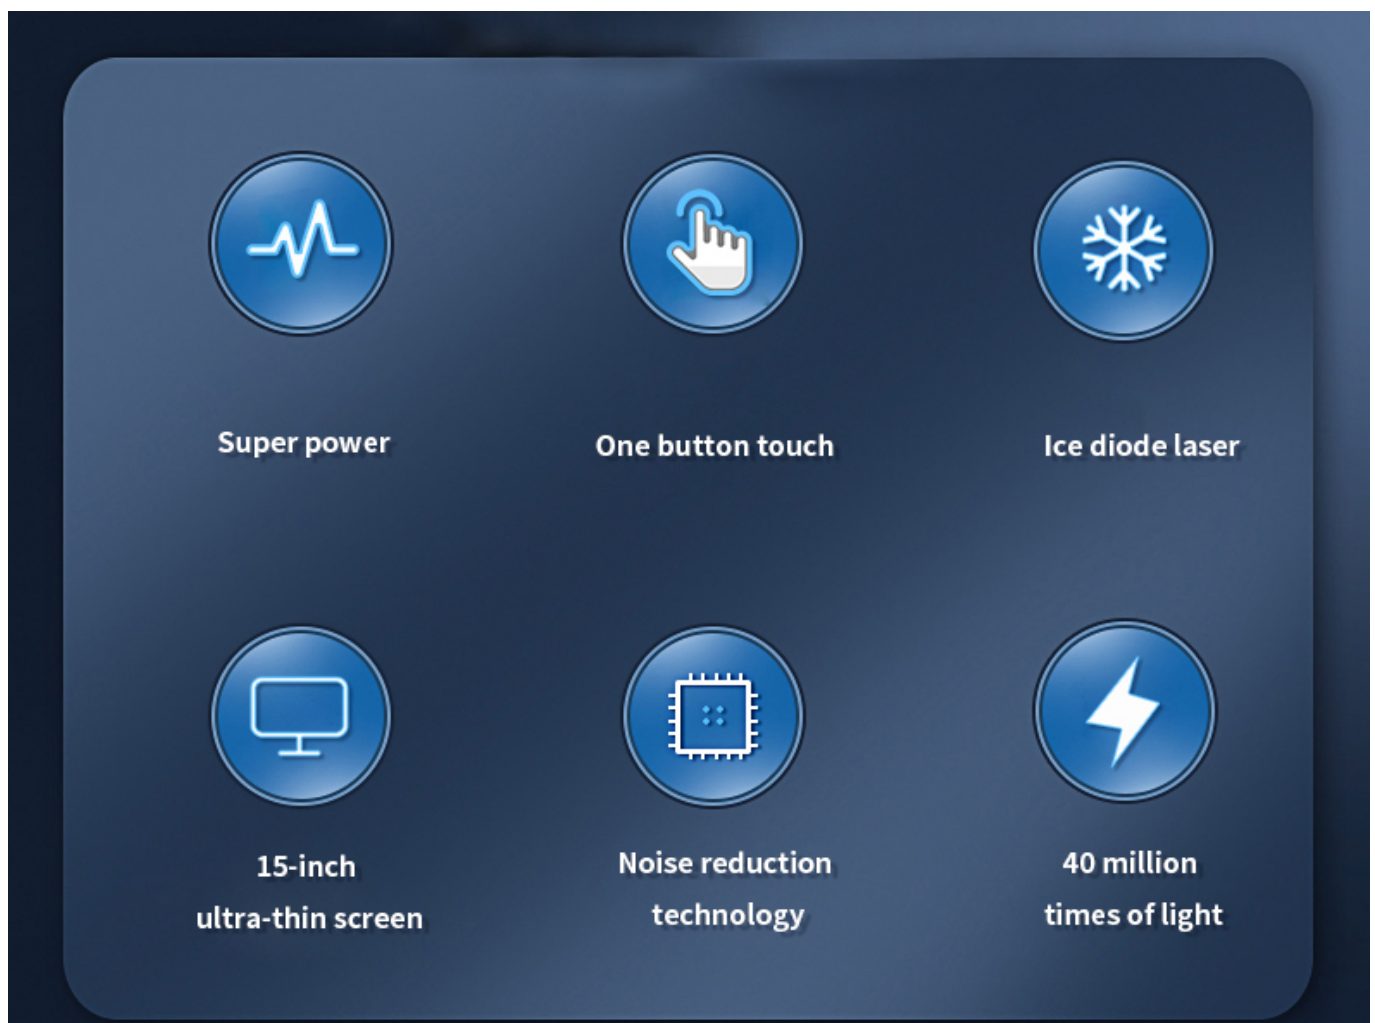 Super power
One button touch
Ice diode laser
15-inch
ultra-thin screen
Noise reduction
technology
40 million
times of light